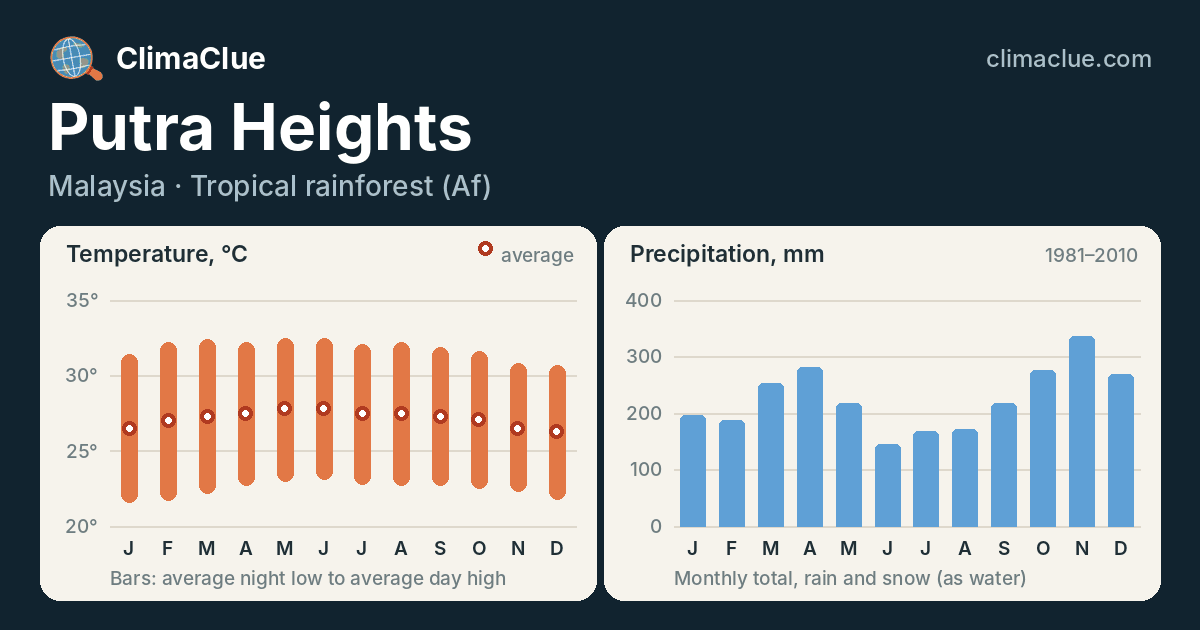 ClimaClue
climaclue.com
Putra Heights
Malaysia · Tropical rainforest (Af)
Temperature, °C
average
35°
30°
25°
20°
J F M A M J J A S O N D
Bars: average night low to average day high
Precipitation, mm
1981–2010
400
300
200
100
0
J F M A M J J A S O N D
Monthly total, rain and snow (as water)